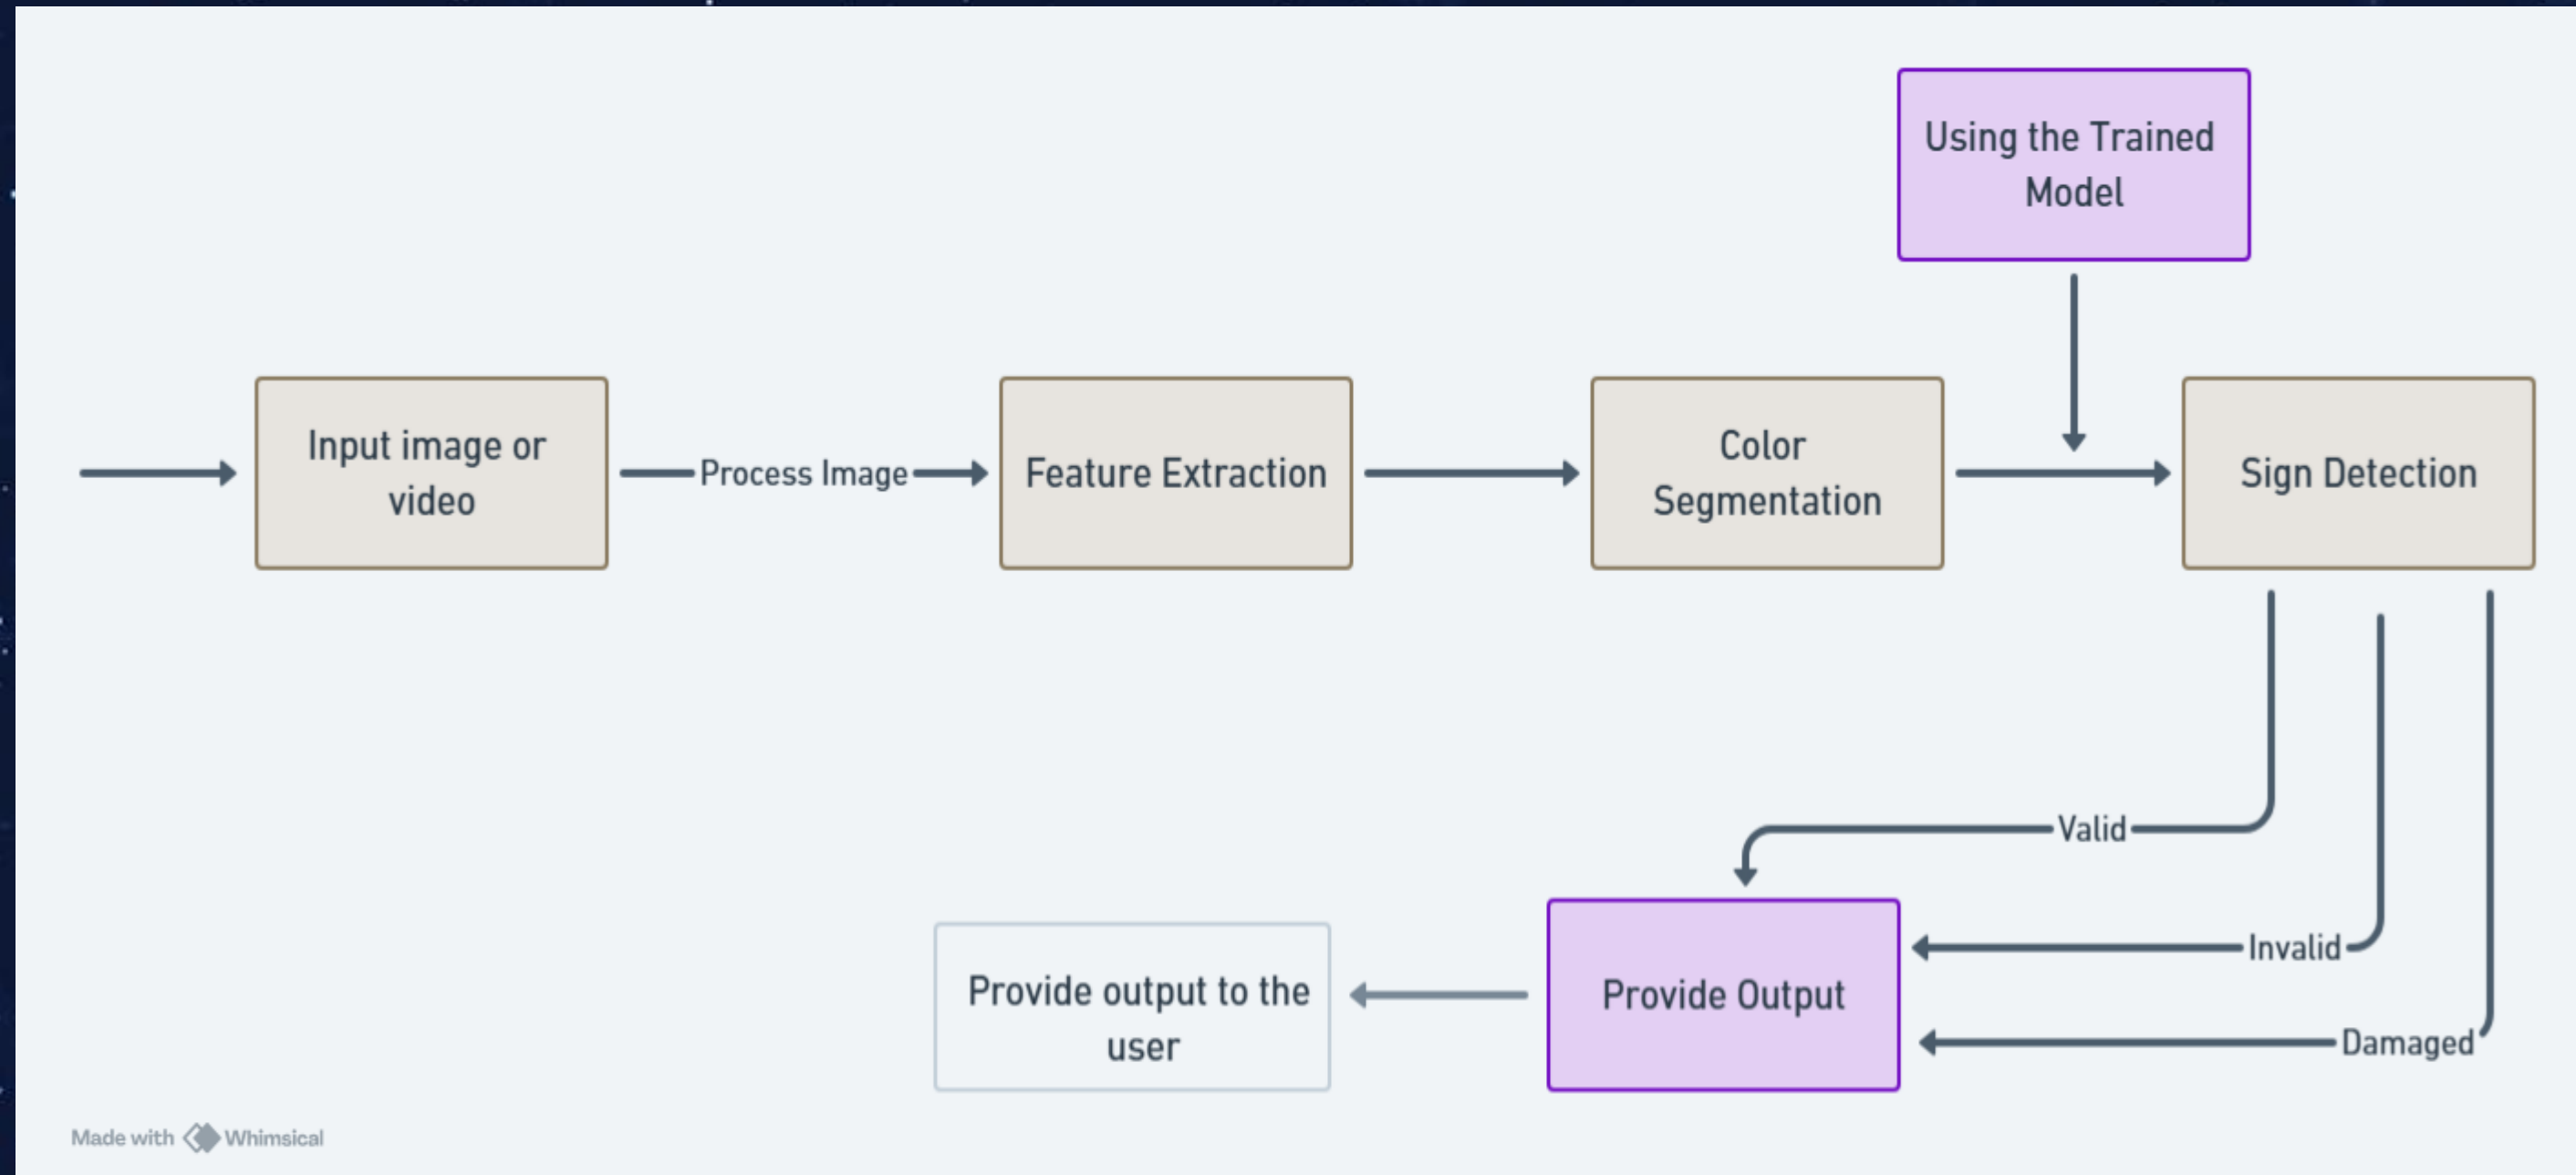 Using the Trained
Model
Input image or
video
Process Image
Feature Extraction
Color
Segmentation
Sign Detection
Valid
Invalid
Damaged
Provide Output
Provide output to the
user
Made with Whimsical